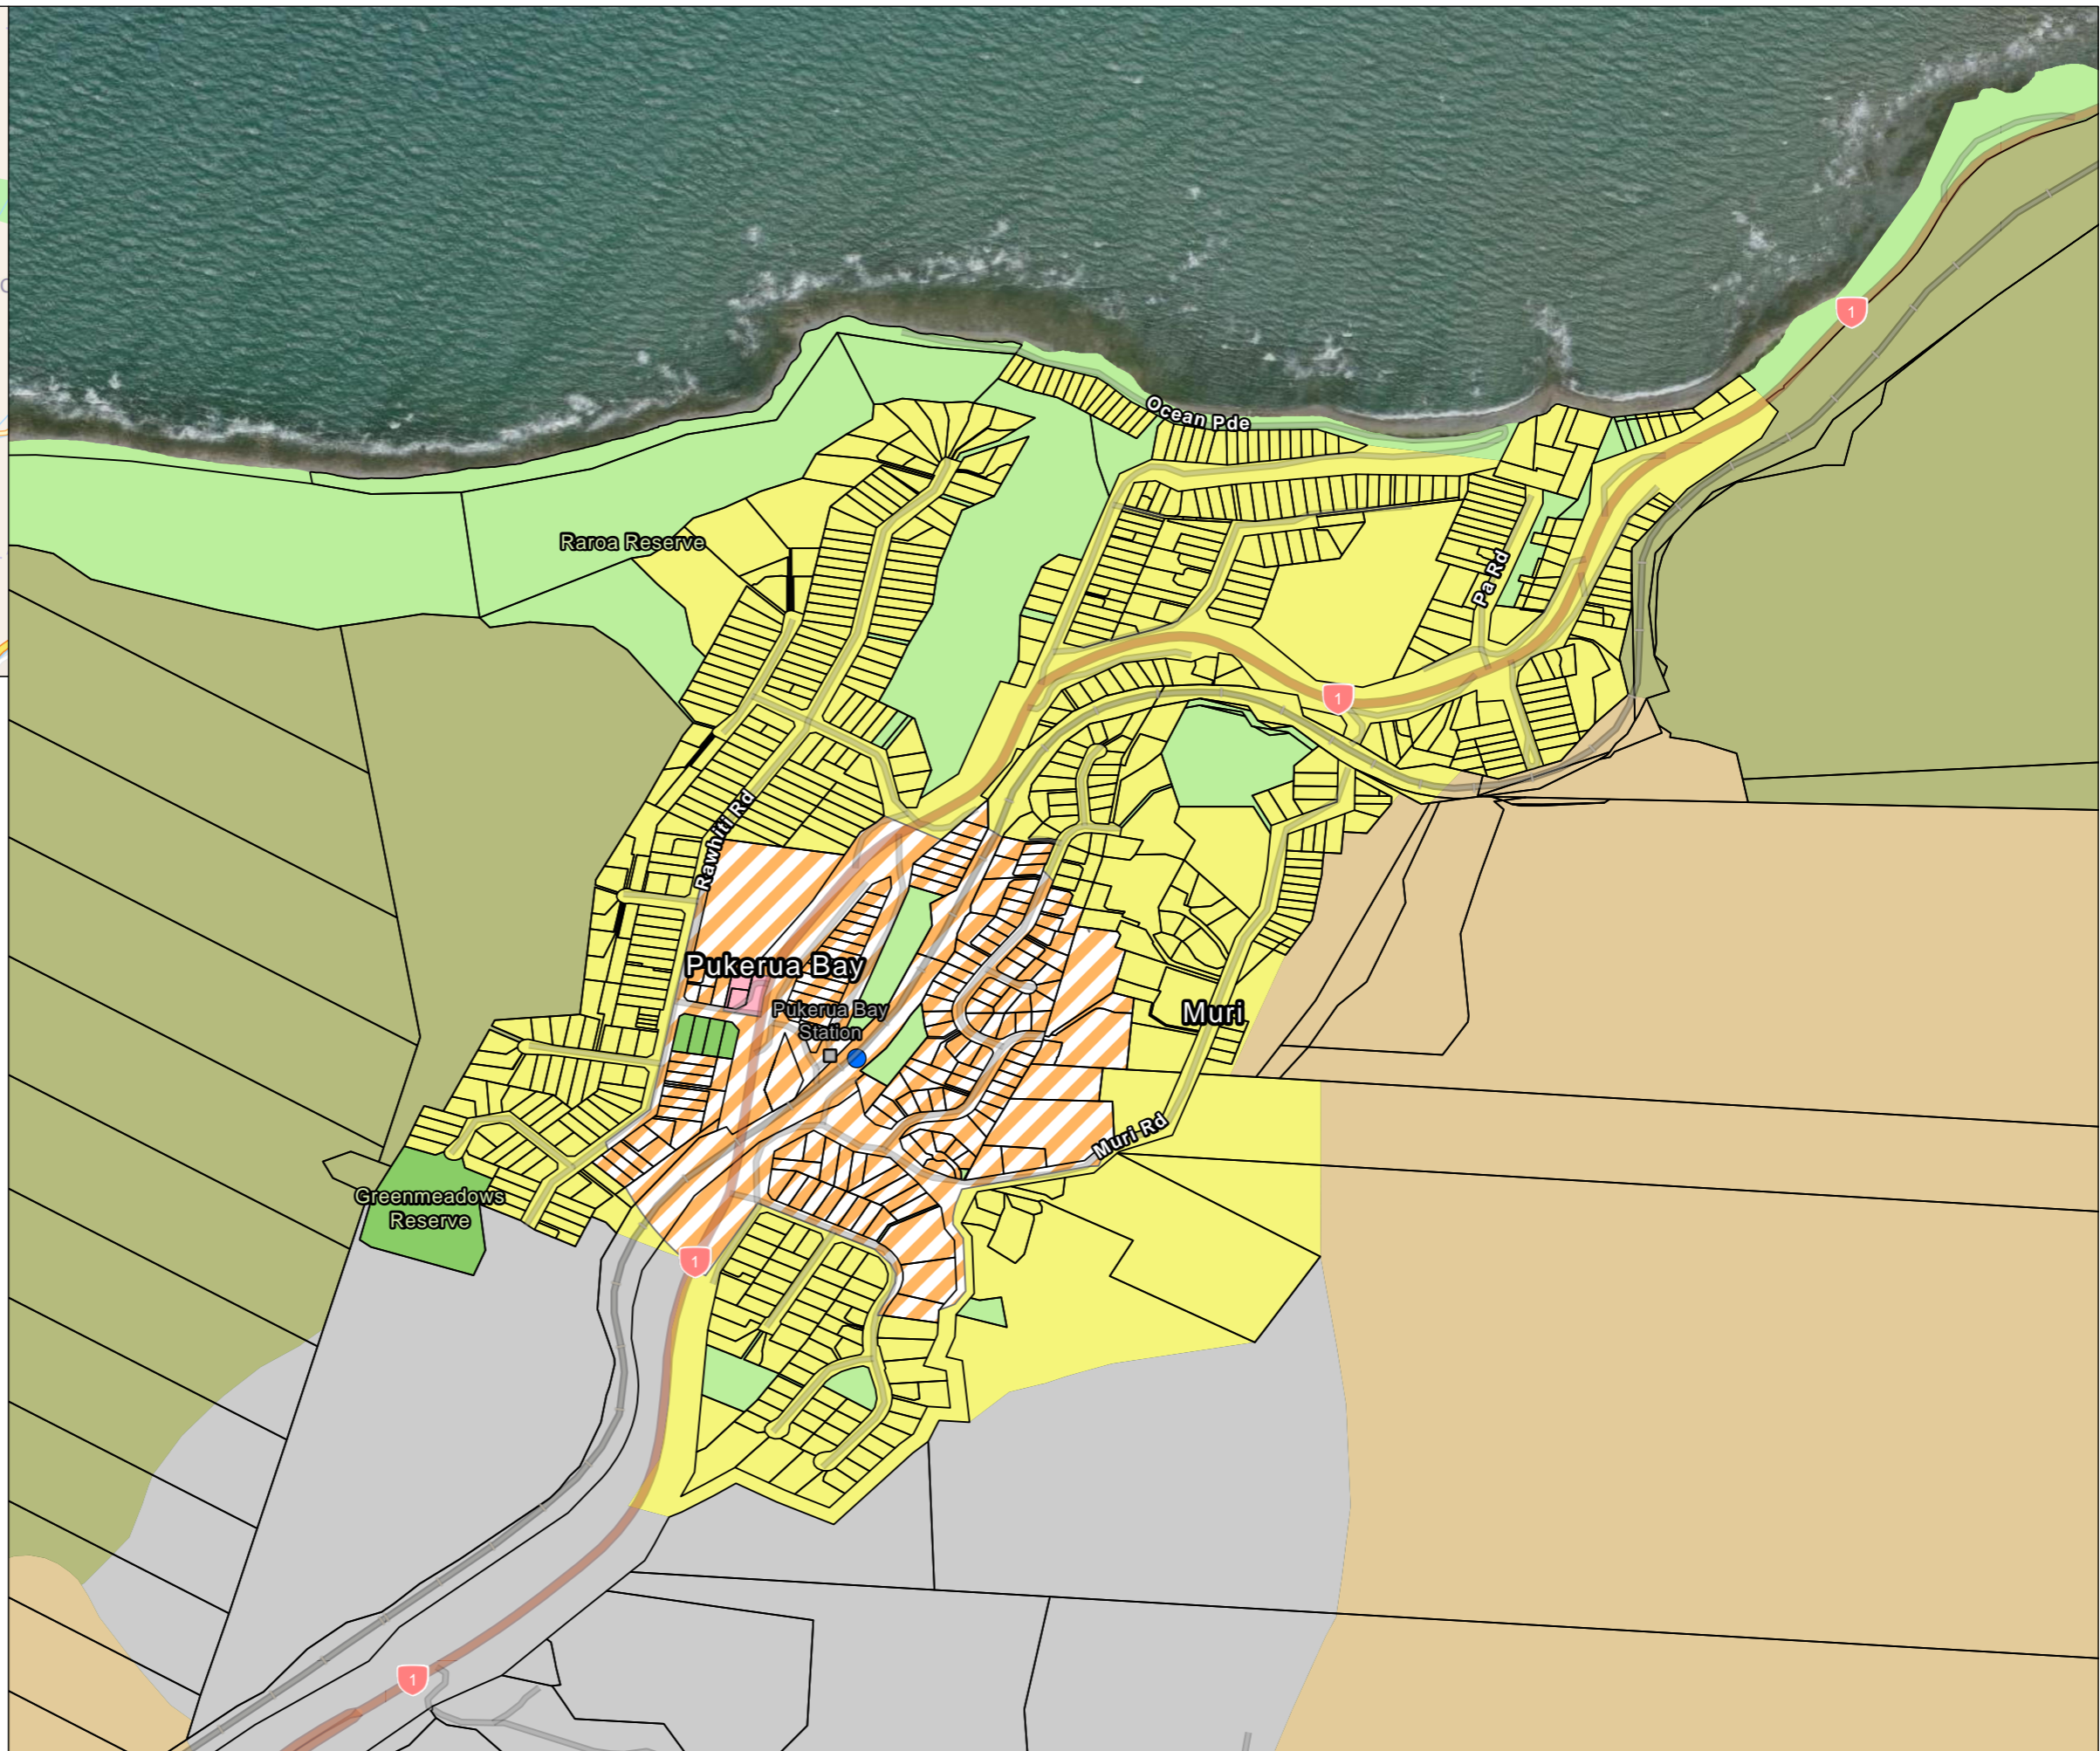 1
Ocean Pde
Raroa Reserve
Pa Rd
1
Rawhiti Rd
Pukerua Bay
Pukerua Bay
Station
Muri
Muri Rd
Greenmeadows
Reserve
1
1